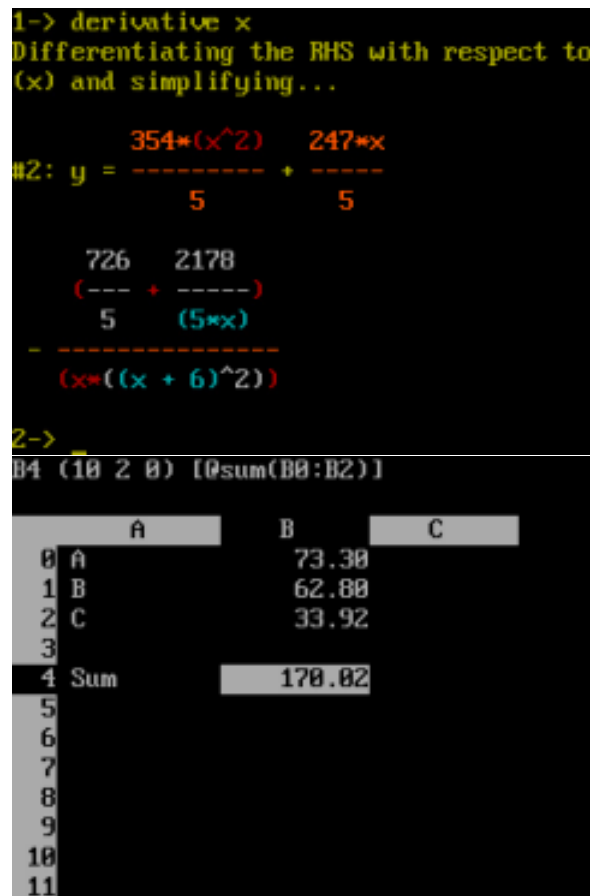 1-> derivative x
Differentiating the RHS with respect to
(x) and simplifying...
354*(x^2) 247*x
#2: y = --------- + -----
5 5
726 2178
(--- + -----)
5 (5*x)
- ---------------
(x*((x + 6)^2))
2->
B4 (10 2 0) [@sum(B0:B2)]
A B C
0 A 73.30
1 B 62.80
2 C 33.92
3
4 Sum 170.02
5
6
7
8
9
10
11